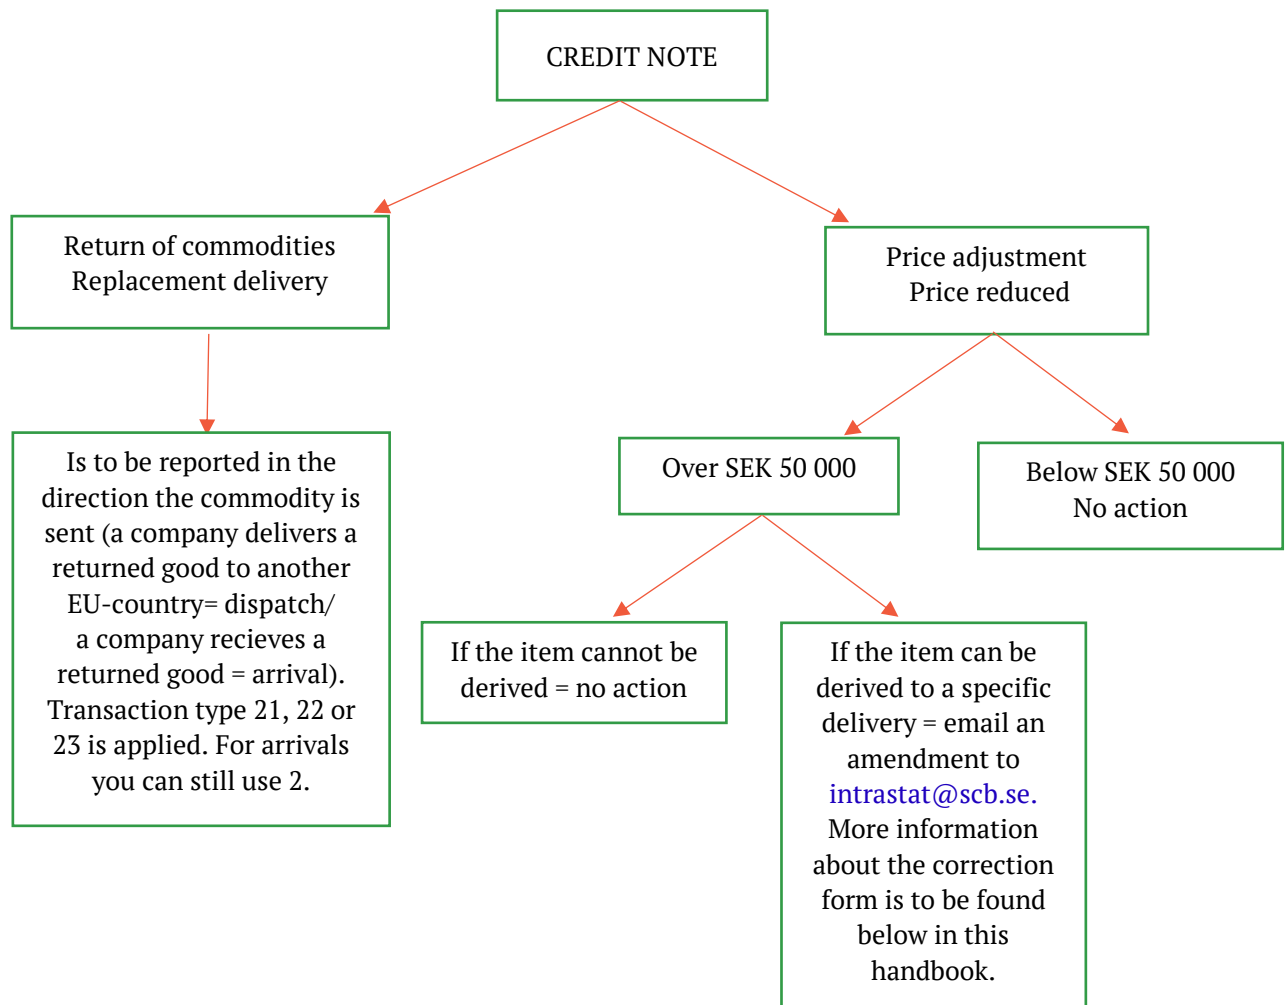 CREDIT NOTE
Return of commodities
Replacement delivery
Price adjustment
Price reduced
Is to be reported in the
direction the commodity is
sent (a company delivers a
returned good to another
EU-country= dispatch/
a company recieves a
returned good = arrival).
Transaction type 21, 22 or
23 is applied. For arrivals
you can still use 2.
Over SEK 50 000
Below SEK 50 000
No action
If the item cannot be
derived = no action
If the item can be
derived to a specific
delivery = email an
amendment to
intrastat@scb.se.
More information
about the correction
form is to be found
below in this
handbook.